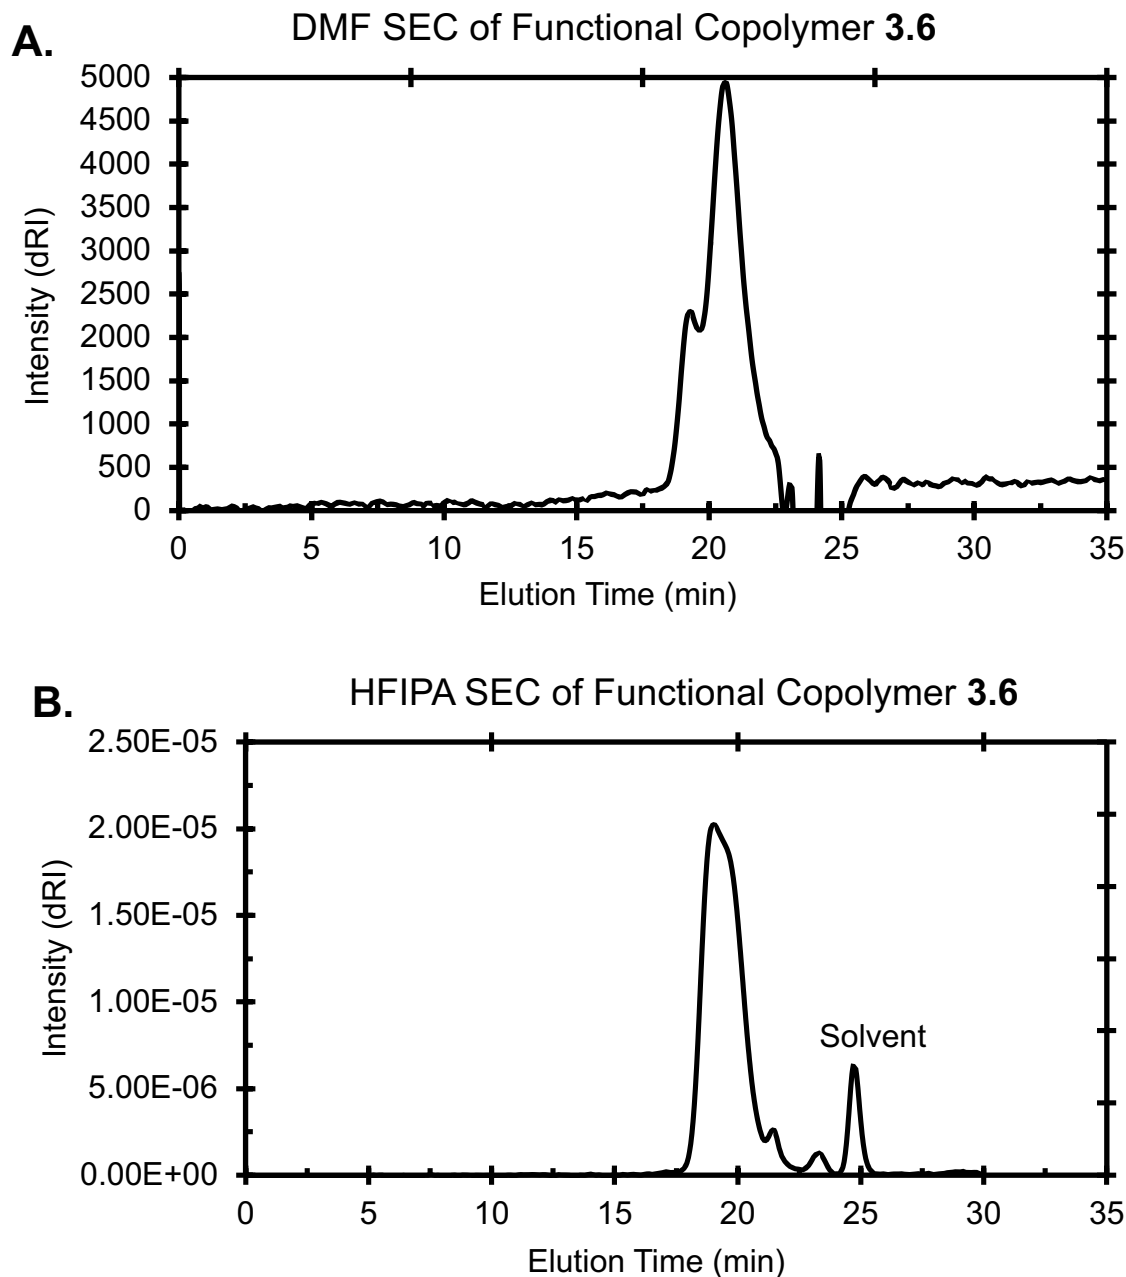 A.
DMF SEC of Functional Copolymer 3.6
5000
4500
4000
3500
3000
2500
2000
1500
1000
500
0
Intensity (dRI)
0 5 10 15 20 25 30 35
Elution Time (min)
B.
HFIPA SEC of Functional Copolymer 3.6
2.50E-05
2.00E-05
1.50E-05
1.00E-05
5.00E-06
0.00E+00
Intensity (dRI)
Solvent
0 5 10 15 20 25 30 35
Elution Time (min)